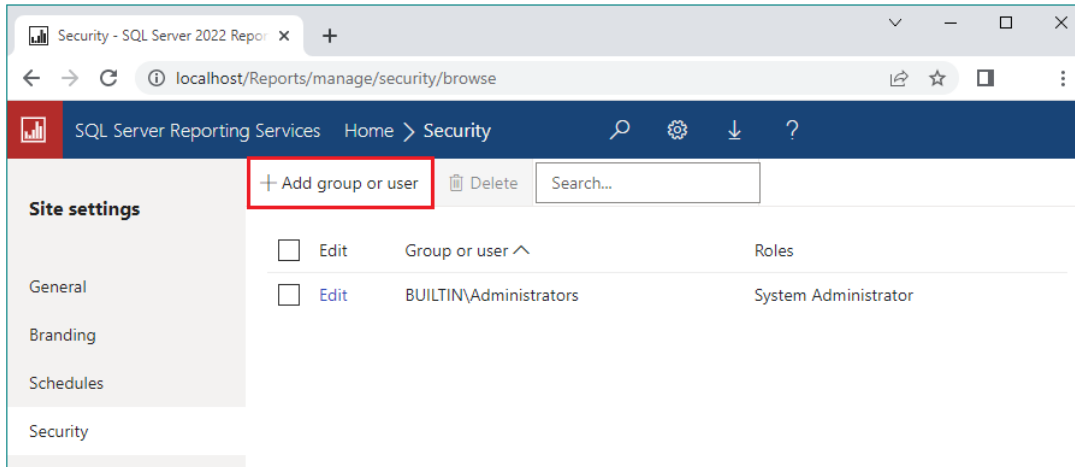 Security - SQL Server 2022 Repor
localhost/Reports/manage/security/browse
SQL Server Reporting Services Home > Security ?
+ Add group or user Delete Search...
Site settings
Edit Group or user Roles
General
Edit BUILTIN\Administrators System Administrator
Branding
Schedules
Security